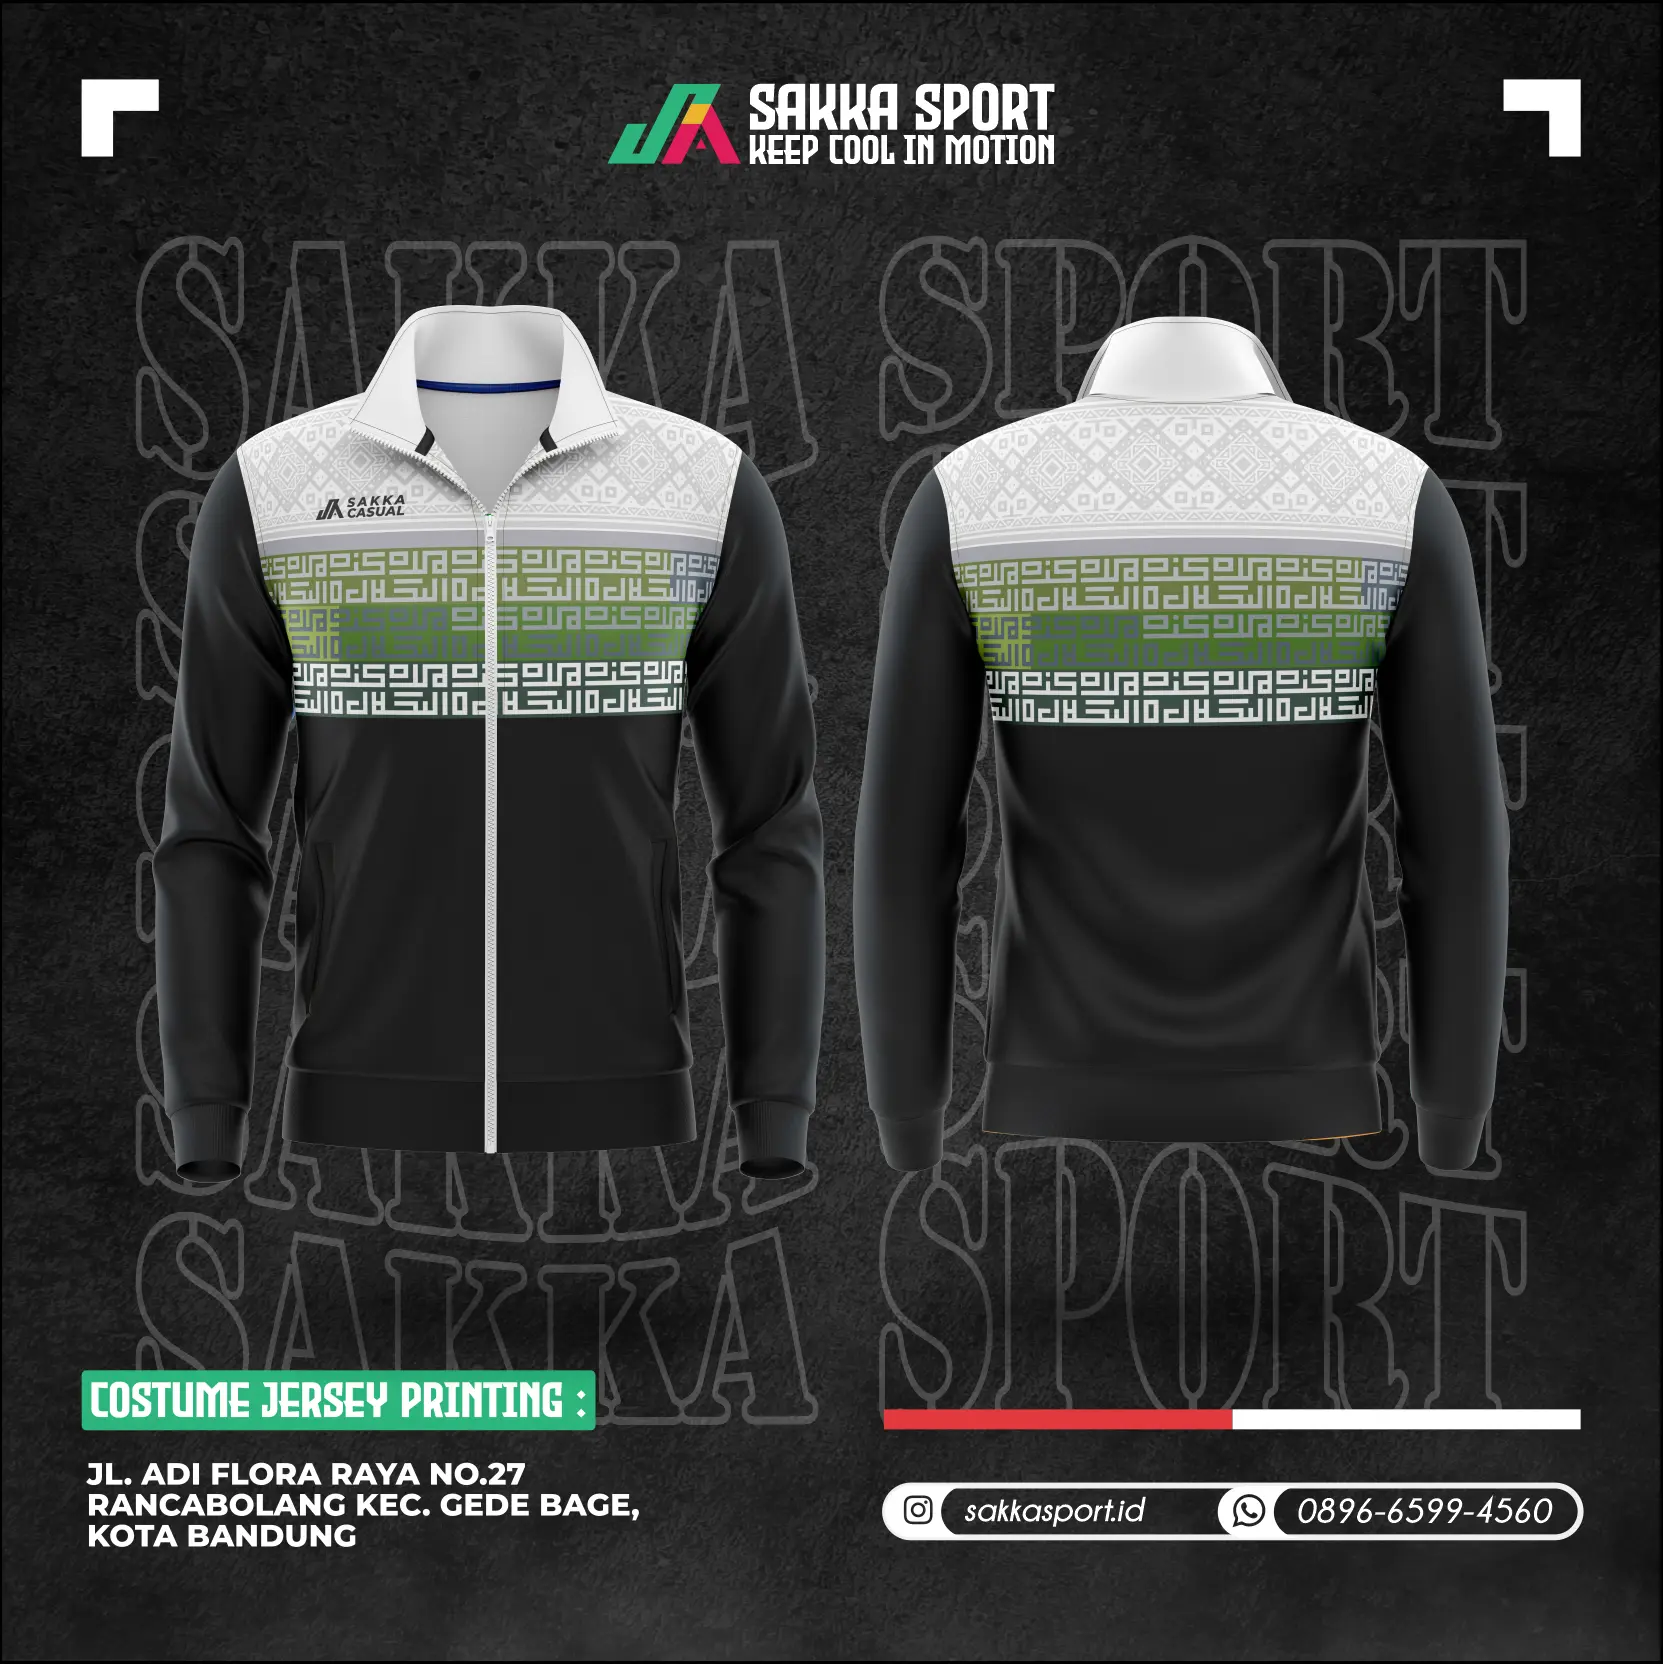 SAKKA SPORT
KEEP COOL IN MOTION
SAKKA SPORT
SAKKA
CASUAL
SAKKA SPORT
COSTUME JERSEY PRINTING :
JL. ADI FLORA RAYA NO.27
RANCABOLANG KEC. GEDE BAGE,
KOTA BANDUNG
sakkasport.id
0896-6599-4560